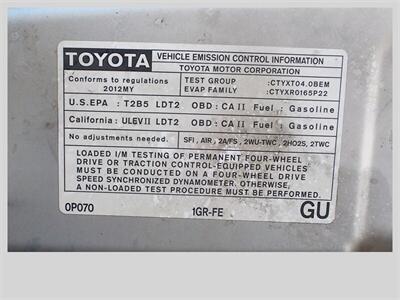 TOYOTA VEHICLE EMISSION CONTROL INFORMATION
TOYOTA MOTOR CORPORATION
Conforms to regulations
2012MY
TEST GROUP : CTYXT04.0BEM
EVAP FAMILY : CTYXR0165P22
U.S.EPA : T2B5 LDT2 OBD : CA II Fuel : Gasoline
California : ULEV II LDT2 OBD : CA II Fuel : Gasoline
No adjustments needed. SFI , AIR , 2A/FS , 2WU-TWC , 2HO2S , 2TWC
LOADED I/M TESTING OF PERMANENT FOUR-WHEEL
DRIVE OR TRACTION CONTROL-EQUIPPED VEHICLES
MUST BE CONDUCTED ON A FOUR-WHEEL DRIVE
SPEED SYNCHRONIZED DYNAMOMETER. OTHERWISE,
A NON-LOADED TEST PROCEDURE MUST BE PERFORMED.
0P070 1GR-FE GU